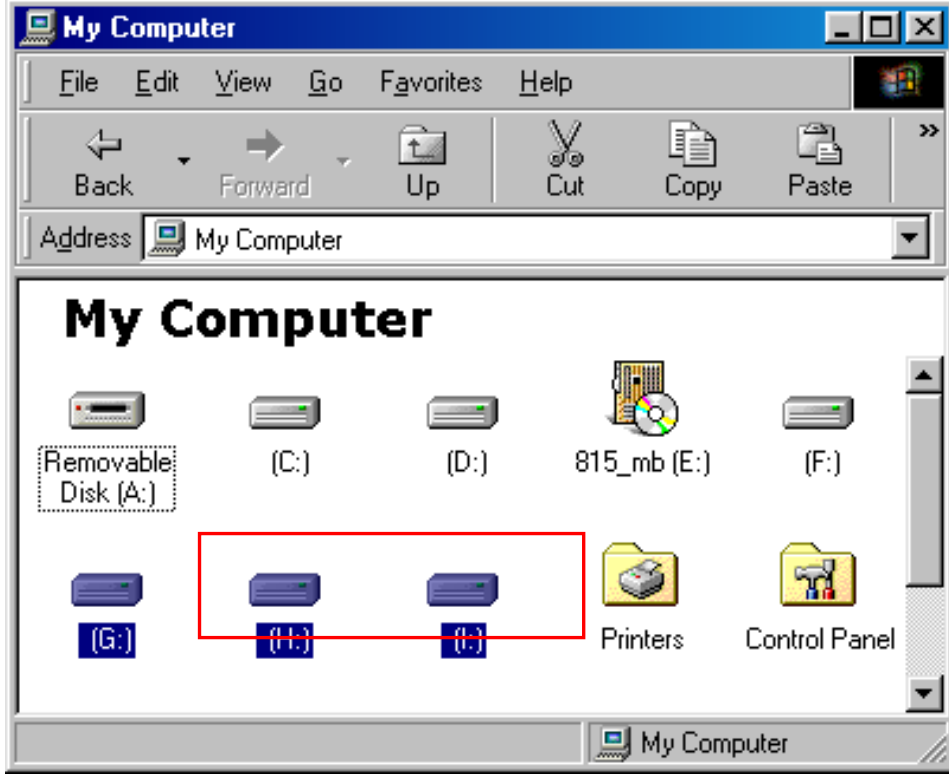 My Computer
File Edit View Go Favorites Help
Back Forward Up Cut Copy Paste »
Address My Computer
My Computer
Removable Disk (A:)
(C:)
(D:)
815_mb (E:)
(F:)
(G:)
(H:)
(I:)
Printers
Control Panel
My Computer